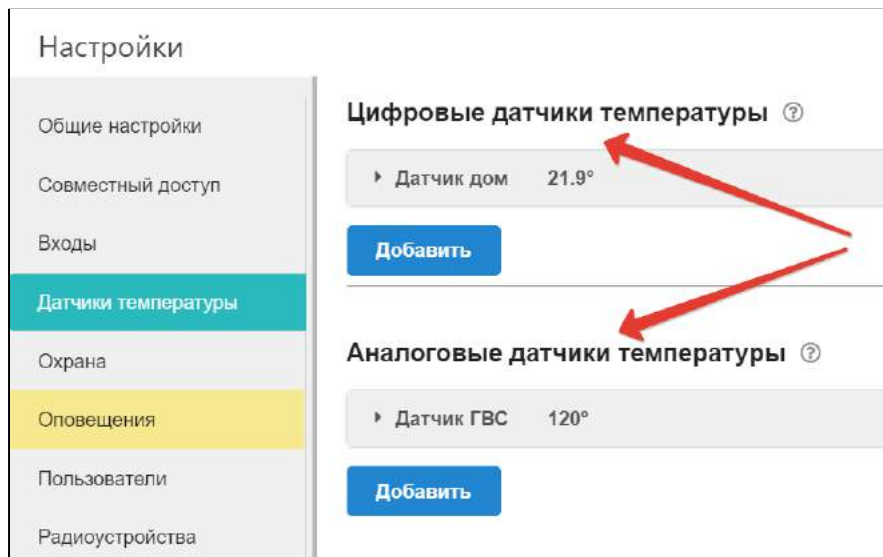 Настройки
Общие настройки
Совместный доступ
Входы
Датчики температуры
Охрана
Оповещения
Пользователи
Радиоустройства
Цифровые датчики температуры ?
Датчик дом 21.9°
Добавить
Аналоговые датчики температуры ?
Датчик ГВС 120°
Добавить